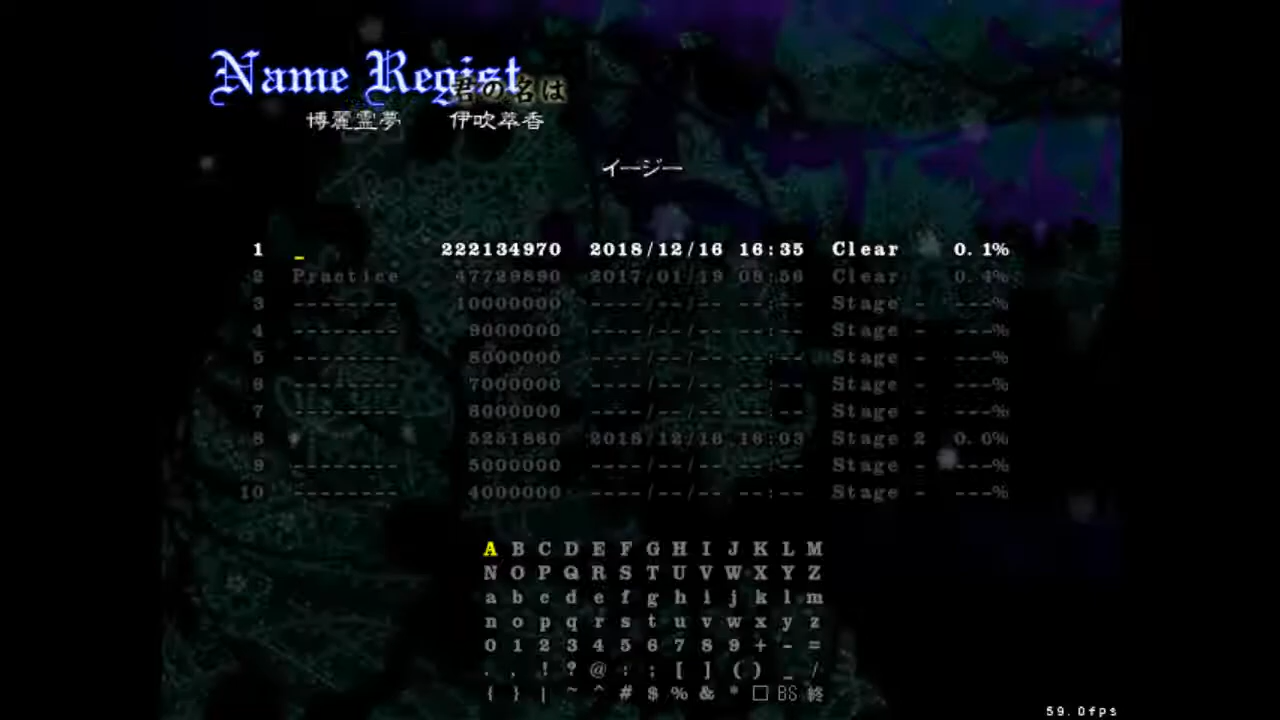 Name Regist
君の名は
博麗霊夢 伊吹萃香
イージー
1 _ 222134970 2018/12/16 16:35 Clear 0.1%
2 Practice 47729890 2017/01/19 08:56 Clear 0.4%
3 -------- 10000000 ----/--/-- --:-- Stage - ---%
4 -------- 9000000 ----/--/-- --:-- Stage - ---%
5 -------- 8000000 ----/--/-- --:-- Stage - ---%
6 -------- 7000000 ----/--/-- --:-- Stage - ---%
7 -------- 6000000 ----/--/-- --:-- Stage - ---%
8 -------- 5251860 2018/12/16 16:03 Stage 2 0.0%
9 -------- 5000000 ----/--/-- --:-- Stage - ---%
10 -------- 4000000 ----/--/-- --:-- Stage - ---%
A B C D E F G H I J K L M
N O P Q R S T U V W X Y Z
a b c d e f g h i j k l m
n o p q r s t u v w x y z
0 1 2 3 4 5 6 7 8 9 + - =
. , ! ? @ : ; [ ] ( ) _ /
{ } | ~ ^ # $ % & * □ BS 終
59.0fps